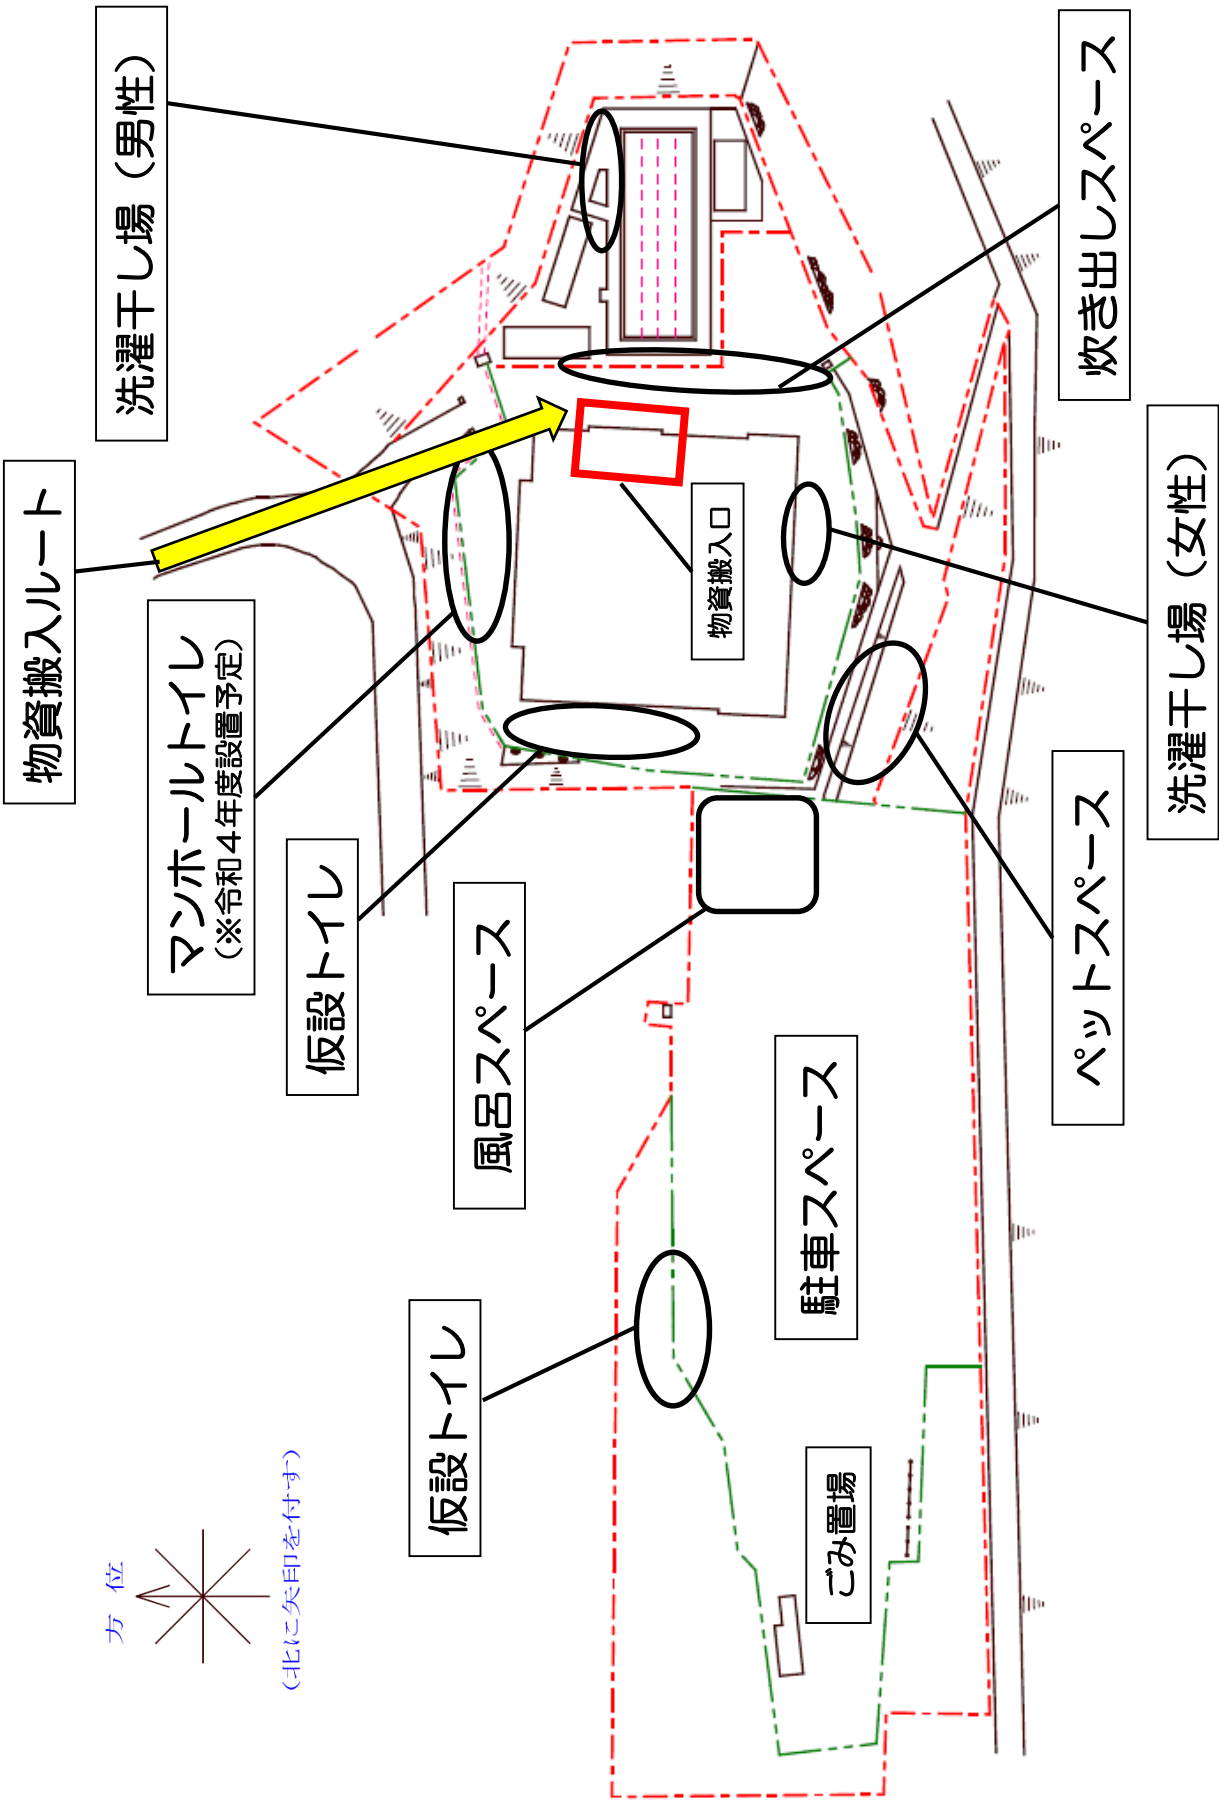 方位
(北に矢印を付す)
仮設トイレ
ごみ置場
駐車スペース
風呂スペース
仮設トイレ
マンホールトイレ
(※令和４年度設置予定)
物資搬入ルート
ペットスペース
物資搬入口
洗濯干し場（女性）
洗濯干し場（男性）
炊き出しスペース